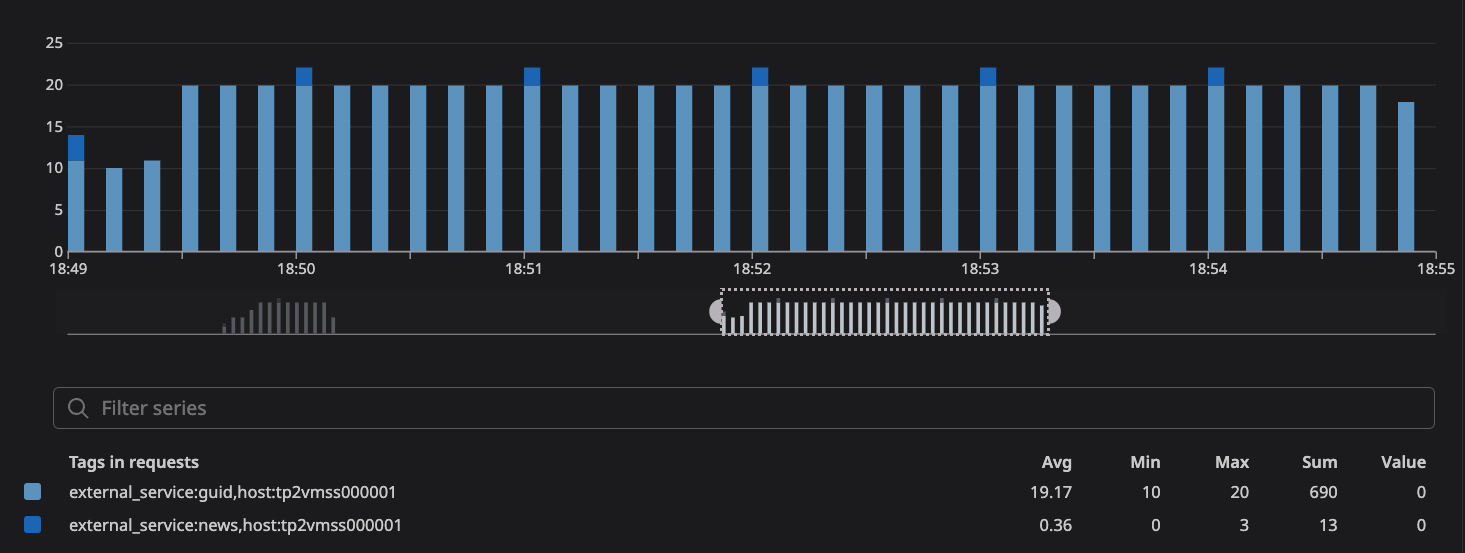 25
20
15
10
5
0
18:49 18:50 18:51 18:52 18:53 18:54 18:55
Filter series
Tags in requests Avg Min Max Sum Value
external_service:guid,host:tp2vmss000001 19.17 10 20 690 0
external_service:news,host:tp2vmss000001 0.36 0 3 13 0